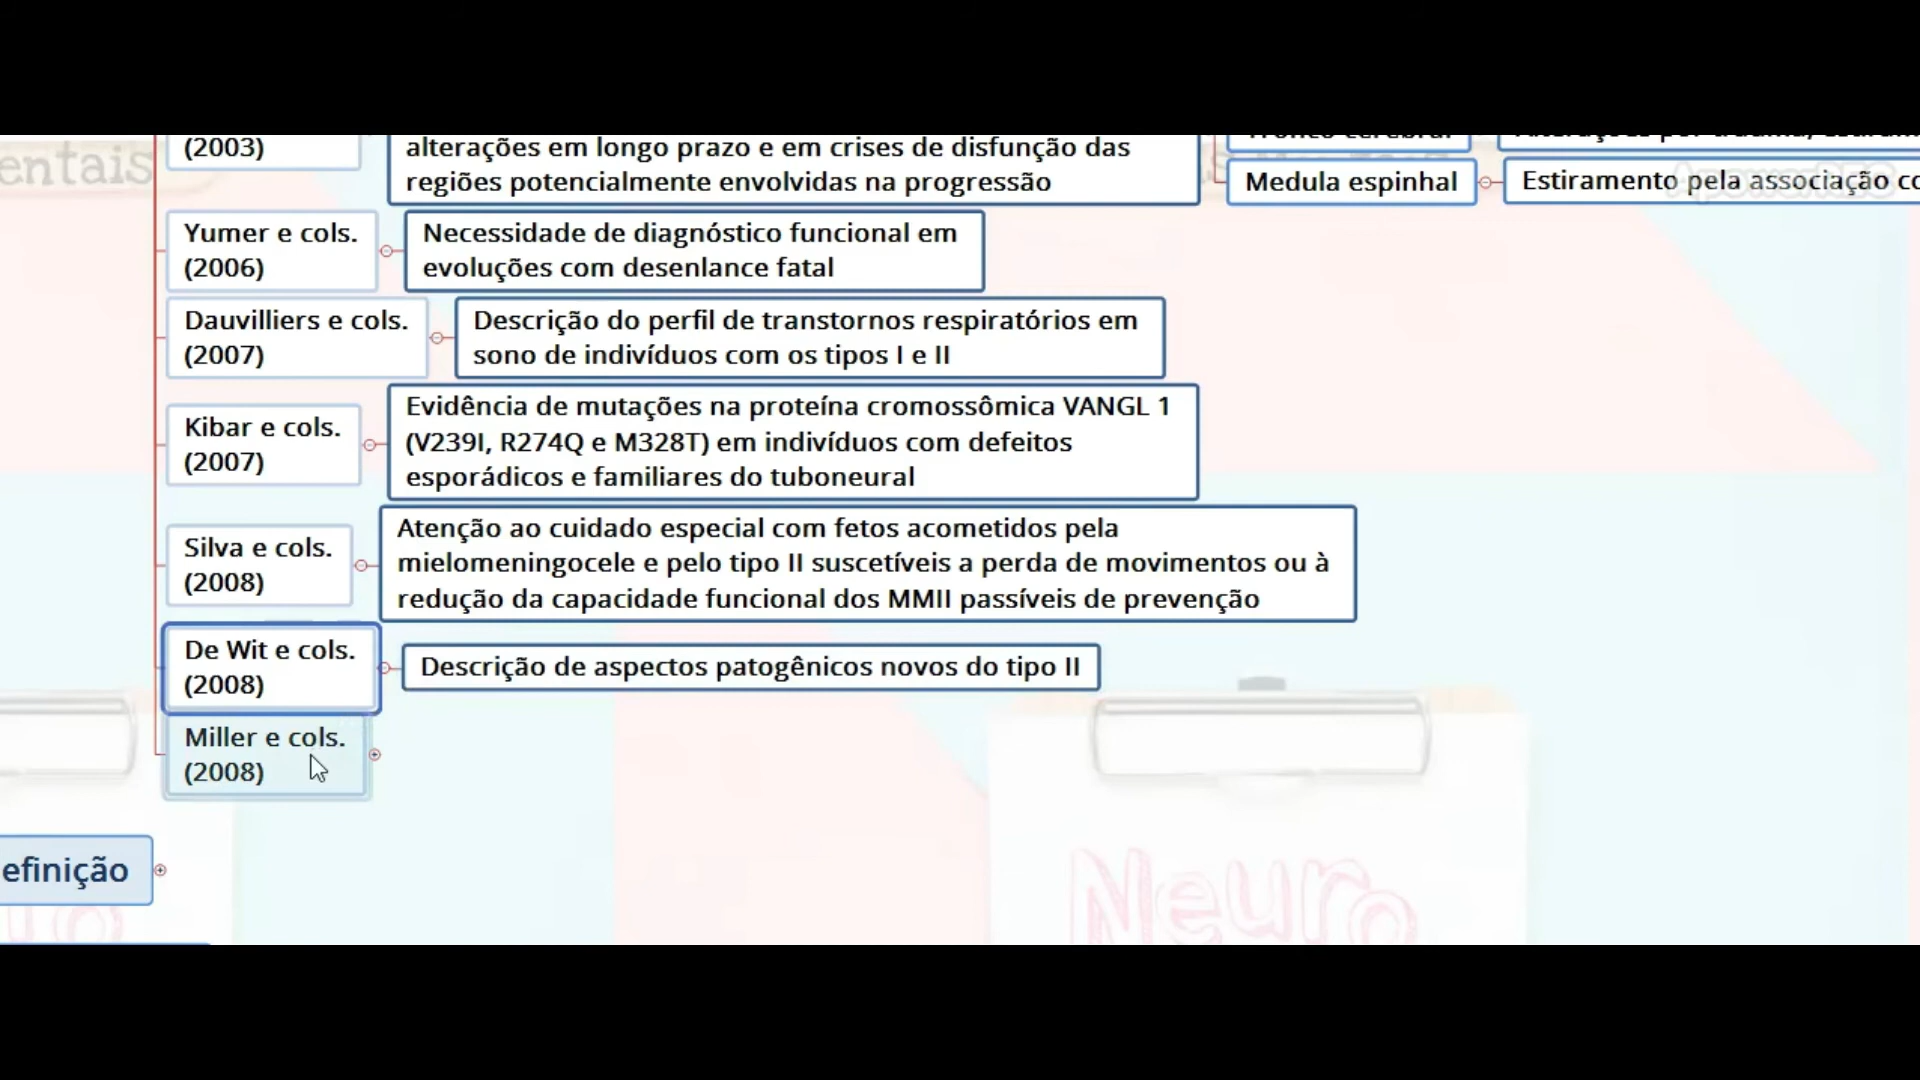 entais
(2003)
alterações em longo prazo e em crises de disfunção das
regiões potencialmente envolvidas na progressão
Medula espinhal
Estiramento pela associação co
Yumer e cols.
(2006)
Necessidade de diagnóstico funcional em
evoluções com desenlance fatal
Dauvilliers e cols.
(2007)
Descrição do perfil de transtornos respiratórios em
sono de indivíduos com os tipos I e II
Kibar e cols.
(2007)
Evidência de mutações na proteína cromossômica VANGL 1
(V239I, R274Q e M328T) em indivíduos com defeitos
esporádicos e familiares do tuboneural
Silva e cols.
(2008)
Atenção ao cuidado especial com fetos acometidos pela
mielomeningocele e pelo tipo II suscetíveis a perda de movimentos ou à
redução da capacidade funcional dos MMII passíveis de prevenção
De Wit e cols.
(2008)
Descrição de aspectos patogênicos novos do tipo II
Miller e cols.
(2008)
efinição
Neuro